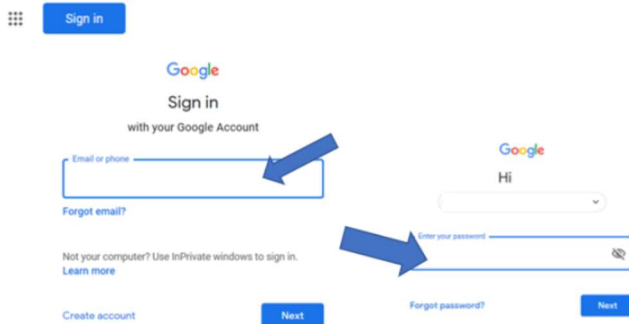 Sign in
Google
Sign in
with your Google Account
Email or phone
Forgot email?
Not your computer? Use InPrivate windows to sign in.
Learn more
Create account
Next
Google
Hi
Enter your password
Forgot password?
Next